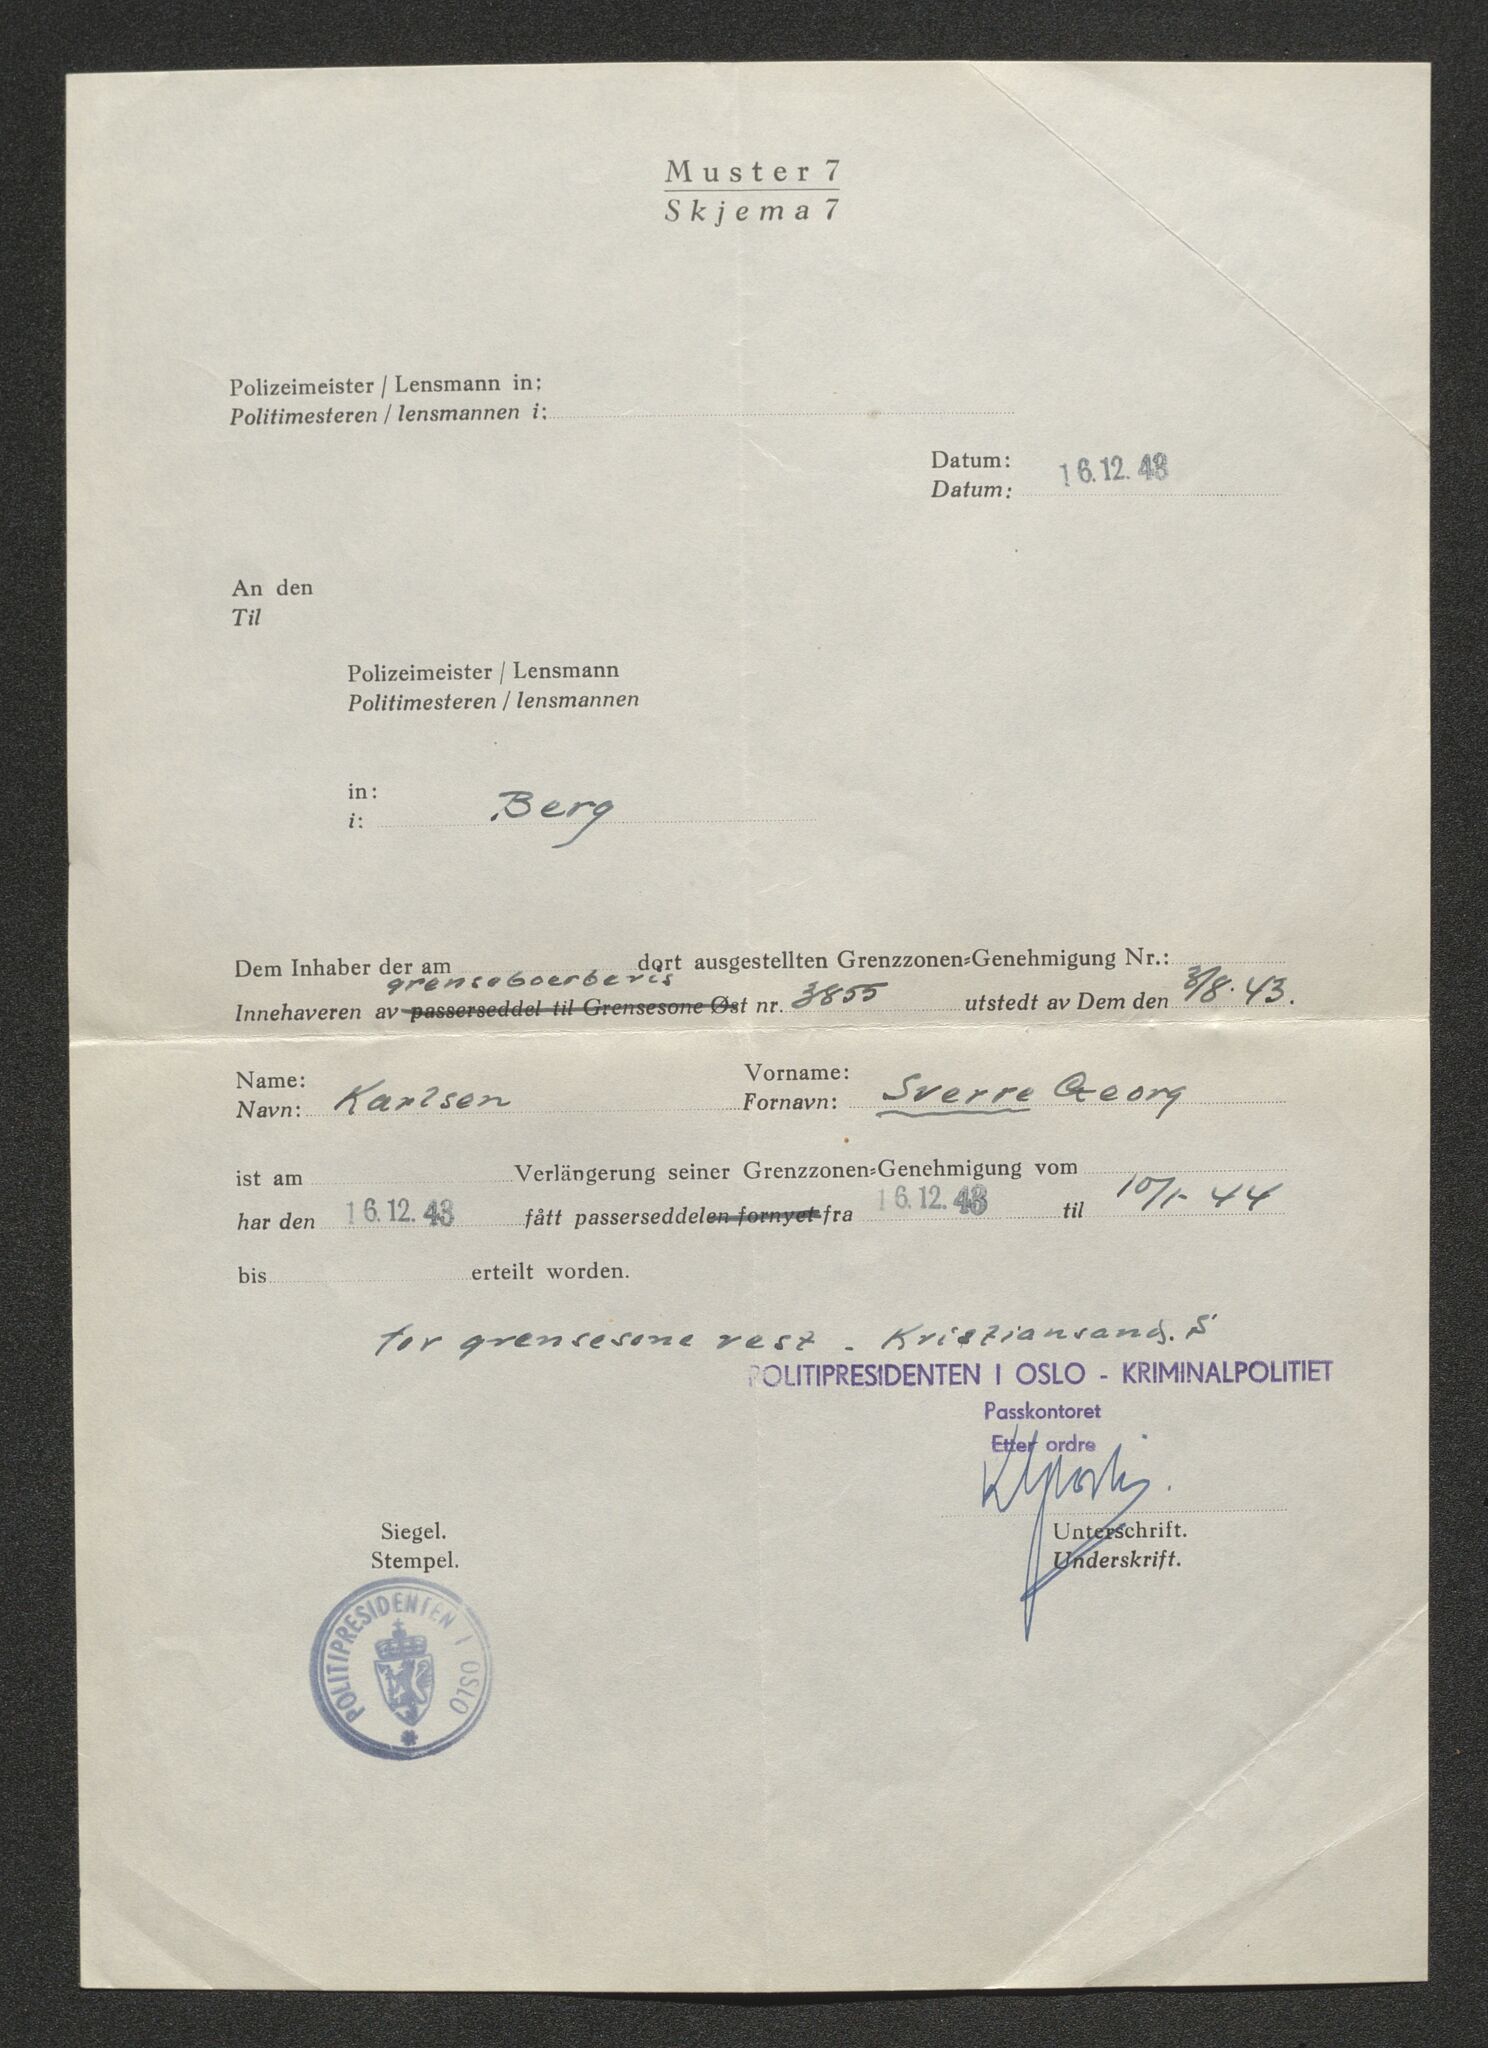 Muster 7
Skjema 7
Polizeimeister / Lensmann in:
Politimesteren / lensmannen i:
Datum:
Datum: 16.12.43
An den
Til
Polizeimeister / Lensmann
Politimesteren / lensmannen
in:
i: Berg
Dem Inhaber der am dort ausgestellten Grenzzonen=Genehmigung Nr.:
grenseboerbevis
Innehaveren av passerseddel til Grensesone Øst nr. 3855 utstedt av Dem den 3/8. 43.
Name: Vorname:
Navn: Karlsen Fornavn: Sverre Georg
ist am Verlängerung seiner Grenzzonen=Genehmigung vom
har den 16.12.43 fått passerseddelen fornyet fra 16.12.43 til 10/1- 44
bis erteilt worden.
for grensesone vest - Kristiansand. S
POLITIPRESIDENTEN I OSLO - KRIMINALPOLITIET
Passkontoret
Etter ordre
Siegel. Unterschrift.
Stempel. Underskrift.
POLITIPRESIDENTEN I OSLO